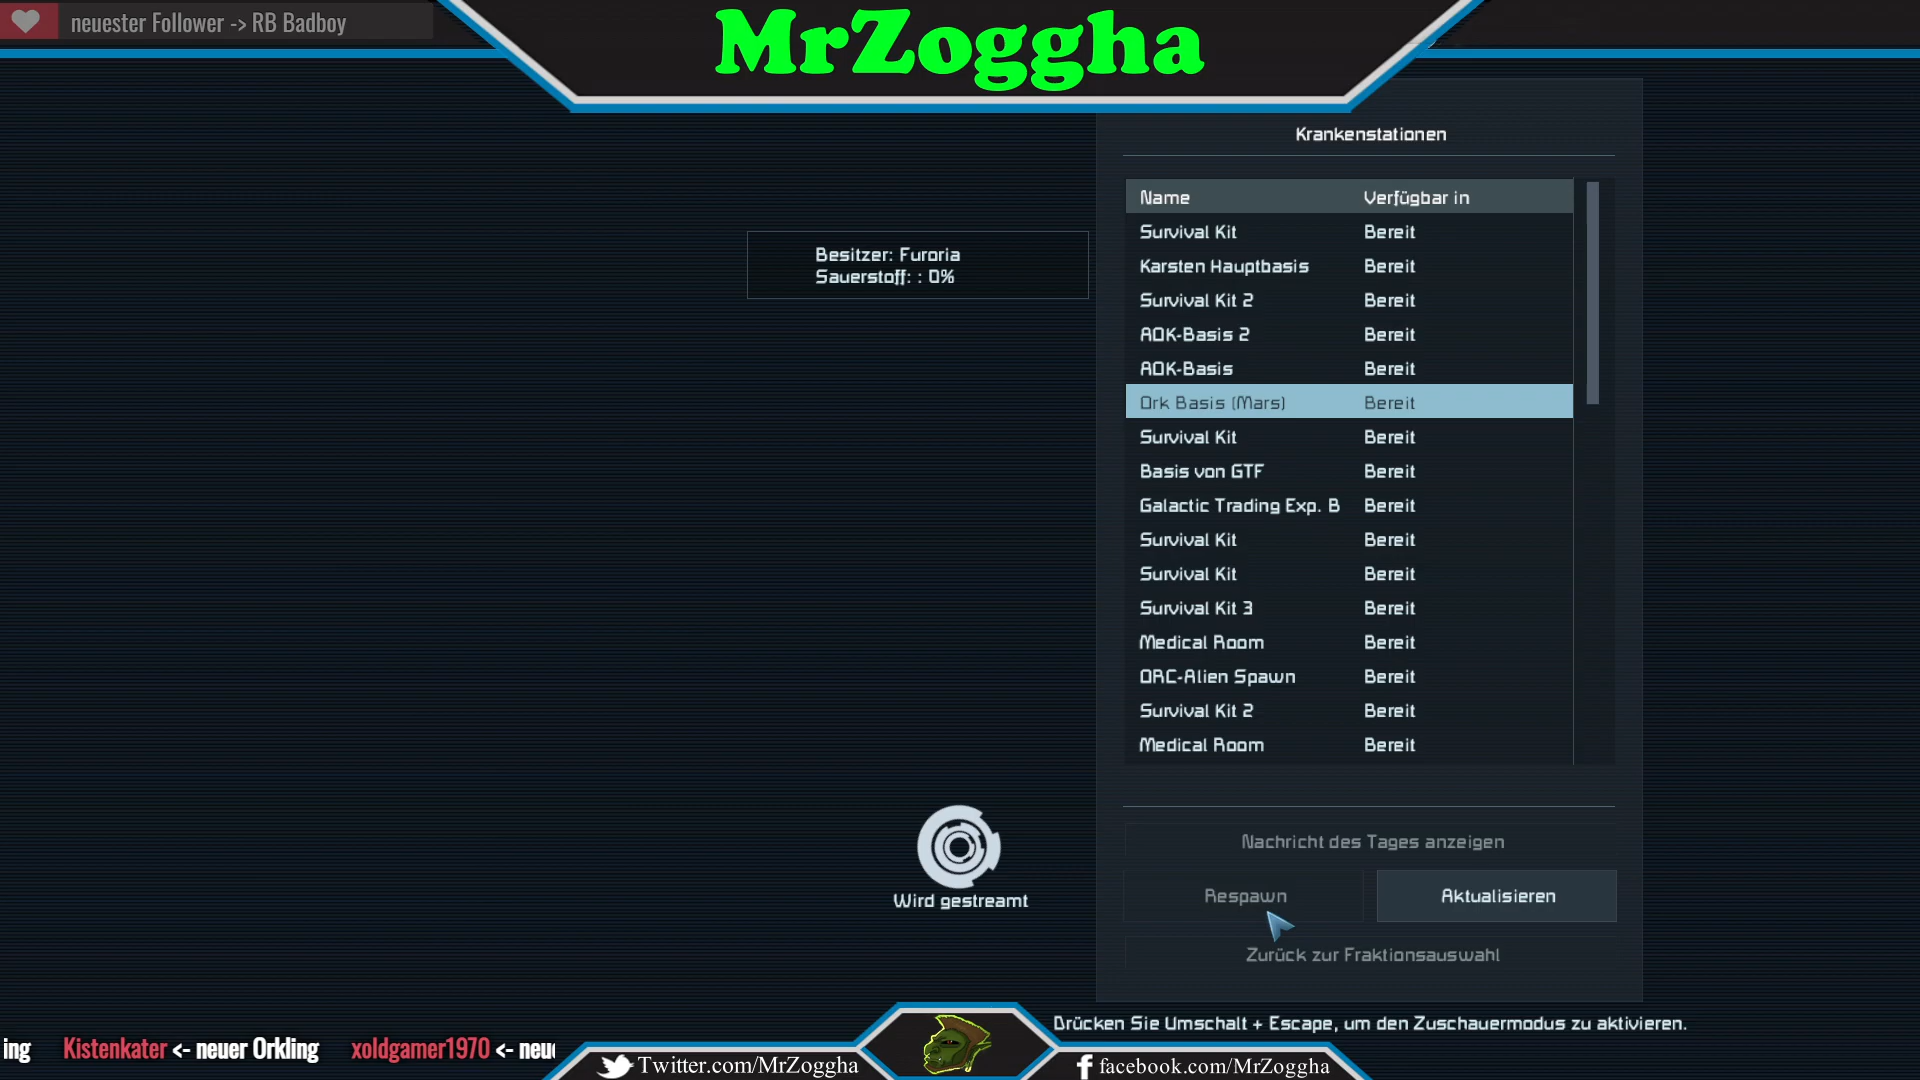 neuester Follower -> RB Badboy
MrZoggha
Krankenstationen
Name Verfügbar in
Survival Kit Bereit
Karsten Hauptbasis Bereit
Survival Kit 2 Bereit
AOK-Basis 2 Bereit
AOK-Basis Bereit
Ork Basis (Mars) Bereit
Survival Kit Bereit
Basis von GTF Bereit
Galactic Trading Exp. B Bereit
Survival Kit Bereit
Survival Kit Bereit
Survival Kit 3 Bereit
Medical Room Bereit
ORC-Alien Spawn Bereit
Survival Kit 2 Bereit
Medical Room Bereit
Besitzer: Furoria
Sauerstoff: : 0%
Wird gestreamt
Nachricht des Tages anzeigen
Respawn Aktualisieren
Zurück zur Fraktionsauswahl
Drücken Sie Umschalt + Escape, um den Zuschauermodus zu aktivieren.
ing Kistenkater <- neuer Orkling xoldgamer1970 <- neue
Twitter.com/MrZoggha facebook.com/MrZoggha